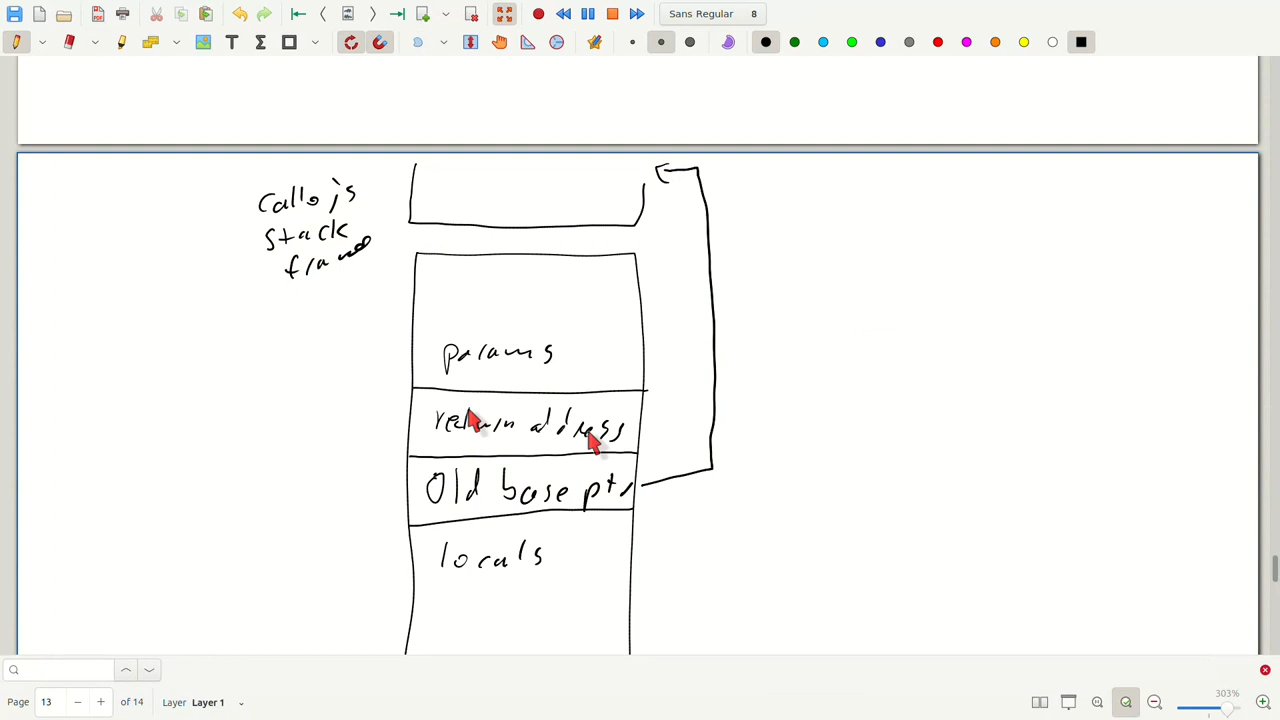 Sans Regular 8
Caller's
stack
frame
params
return address
Old base ptr
locals
Page 13 of 14 Layer Layer 1
303%